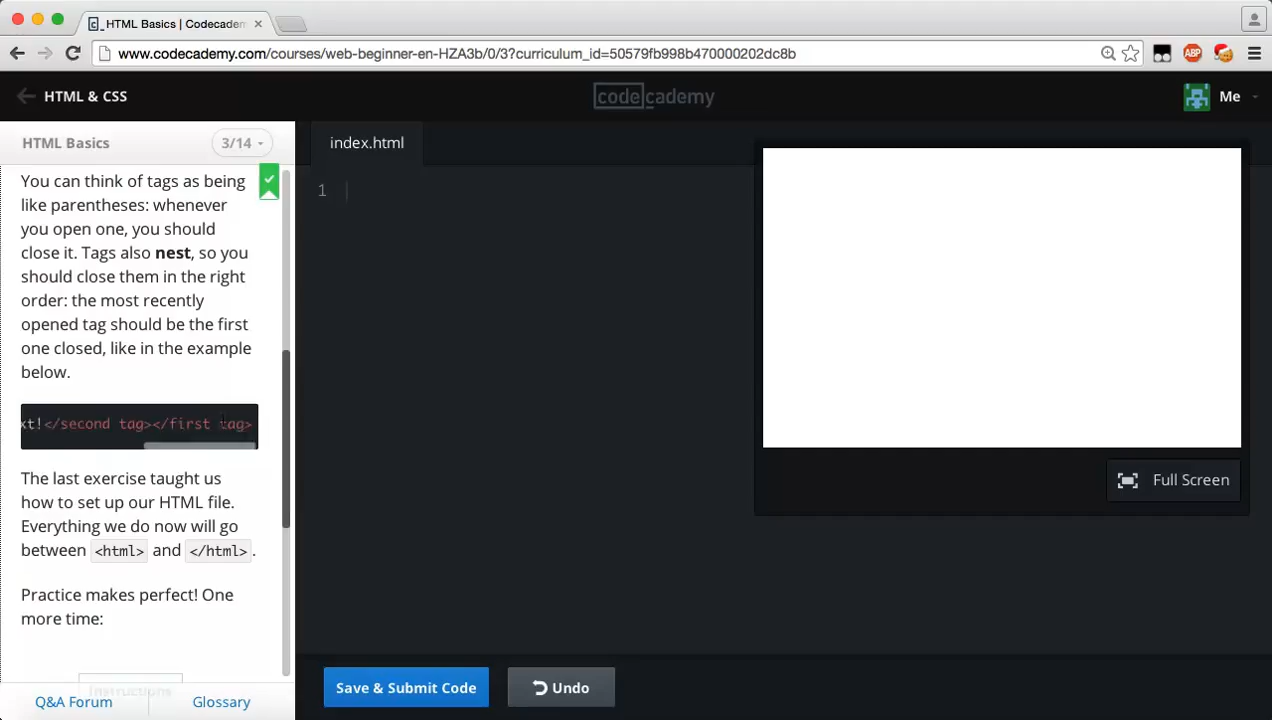 HTML Basics | Codecademy
www.codecademy.com/courses/web-beginner-en-HZA3b/0/3?curriculum_id=50579fb998b470000202dc8b
ABP
HTML & CSS
codecademy
Me
HTML Basics
3/14
index.html
1
You can think of tags as being
like parentheses: whenever
you open one, you should
close it. Tags also nest, so you
should close them in the right
order: the most recently
opened tag should be the first
one closed, like in the example
below.
xt!</second tag></first tag>
The last exercise taught us
how to set up our HTML file.
Everything we do now will go
between <html> and </html>.
Practice makes perfect! One
more time:
Instructions
Full Screen
Q&A Forum
Glossary
Save & Submit Code
Undo